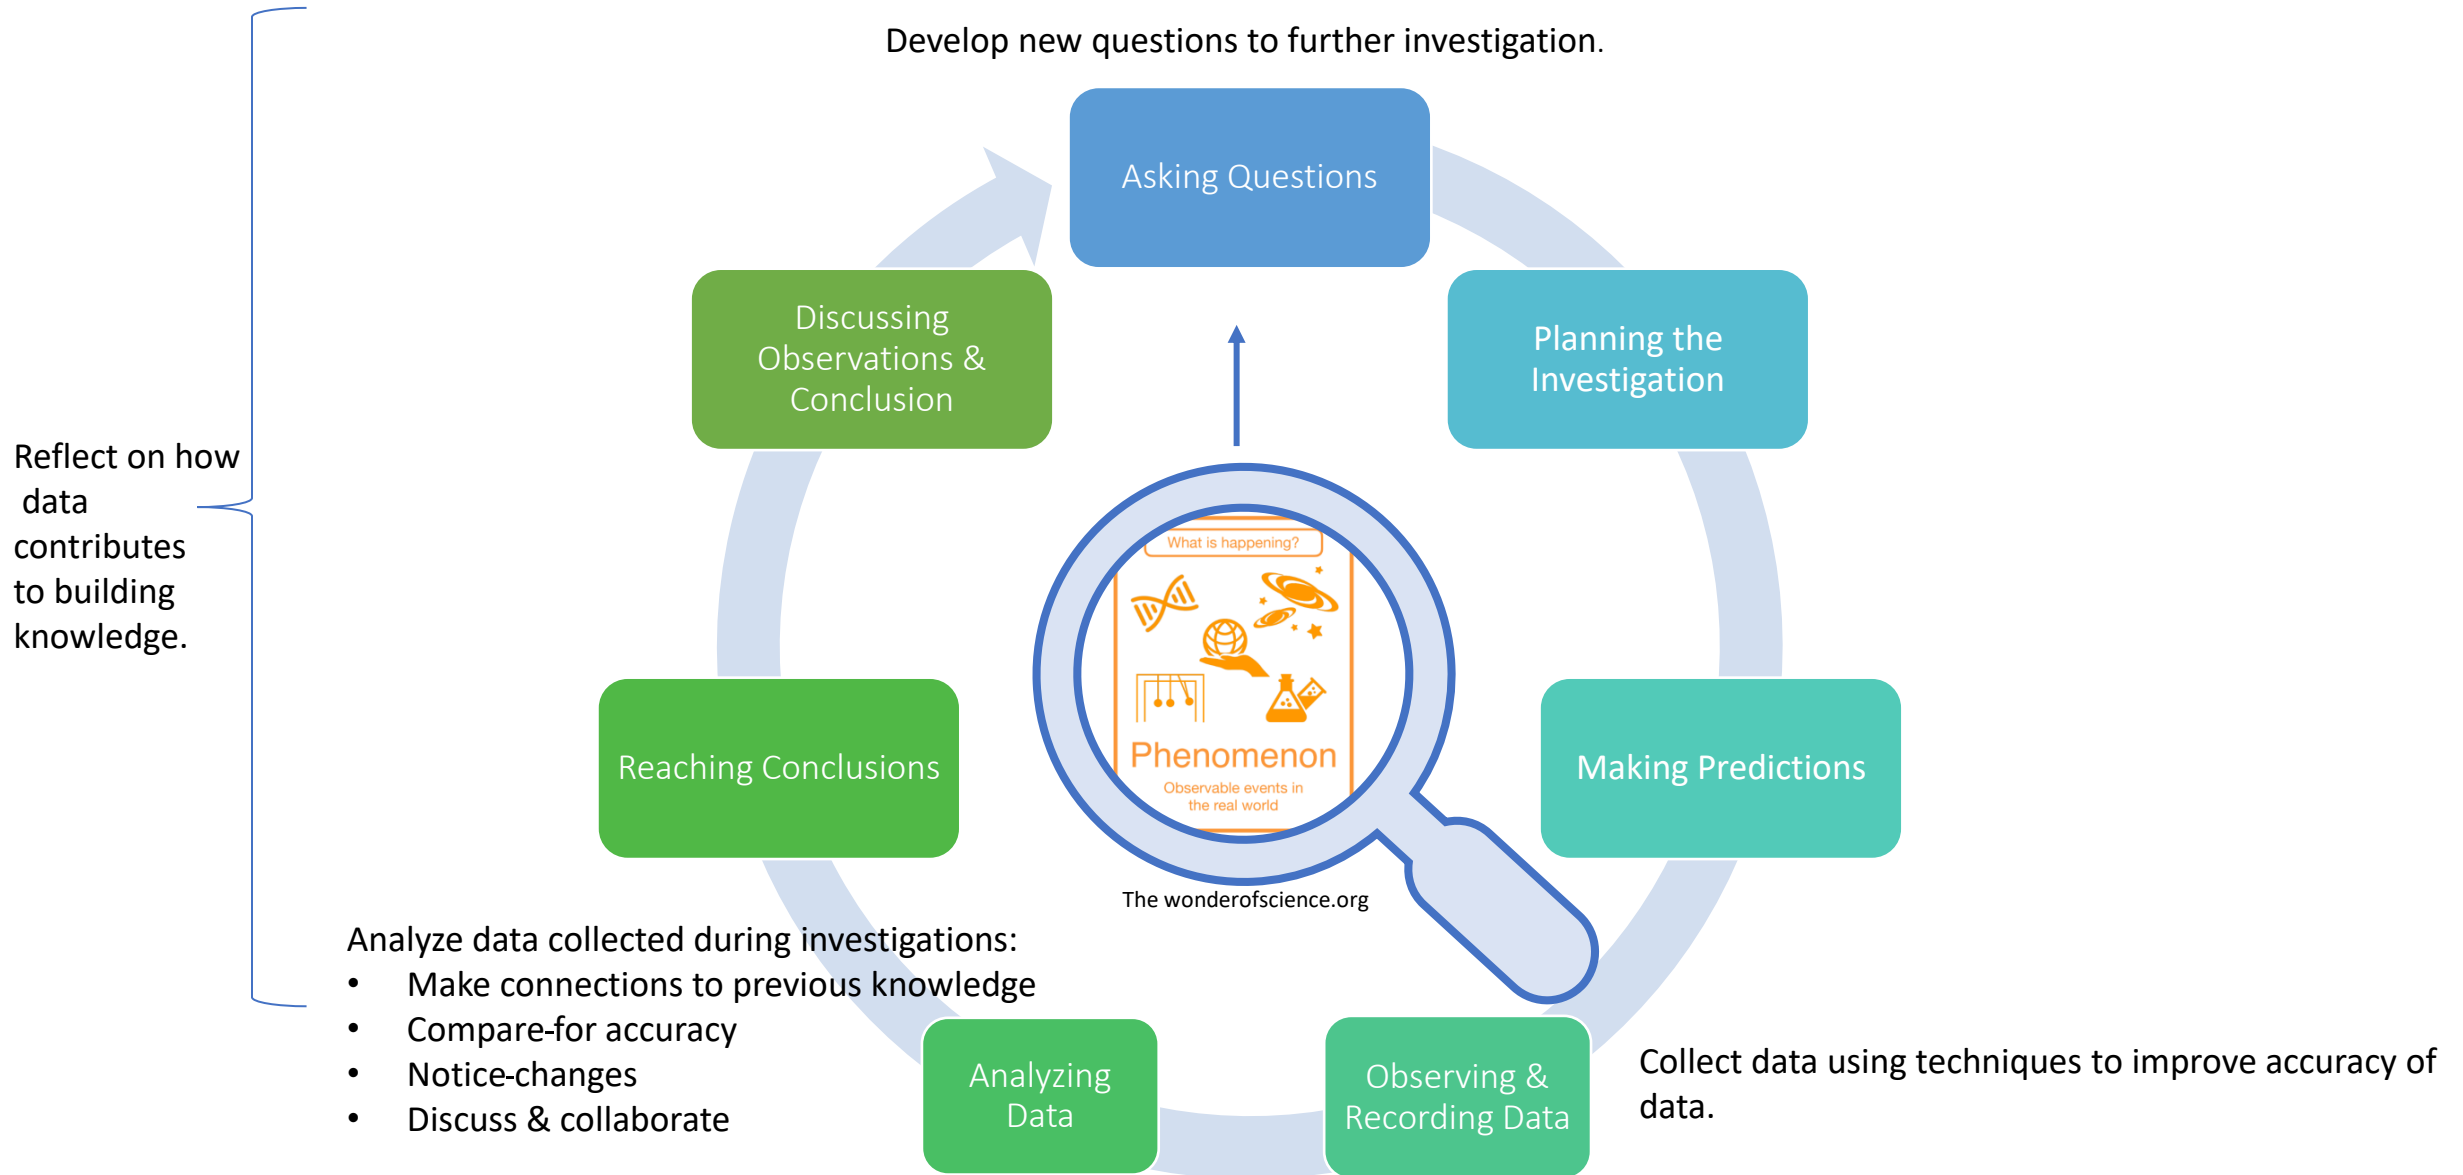 Develop new questions to further investigation.
Asking Questions
Planning the
Investigation
Making Predictions
Observing &
Recording Data
Collect data using techniques to improve accuracy of
data.
Analyzing
Data
Analyze data collected during investigations:
• Make connections to previous knowledge
• Compare-for accuracy
• Notice-changes
• Discuss & collaborate
Reaching Conclusions
Discussing
Observations &
Conclusion
Reflect on how
data
contributes
to building
knowledge.
What is happening?
Phenomenon
Observable events in
the real world
The wonderofscience.org